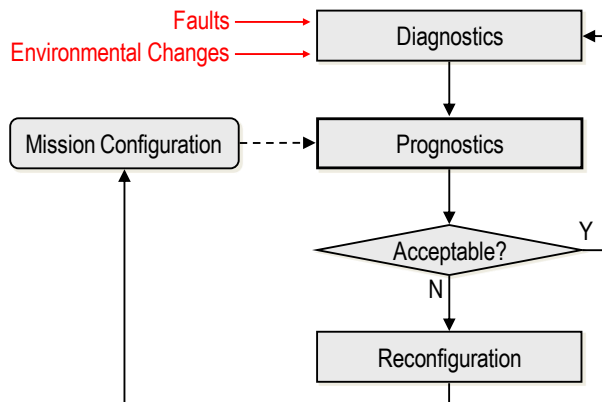 Faults
Environmental Changes
Diagnostics
Mission Configuration
Prognostics
Acceptable?
Y
N
Reconfiguration